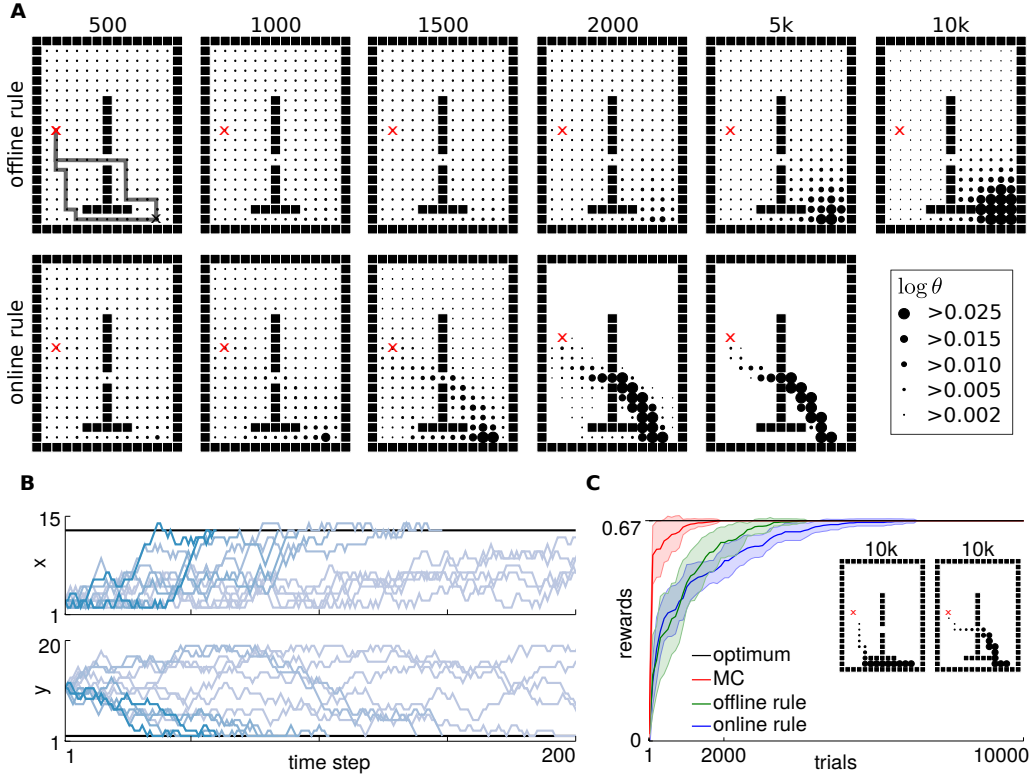 A
500 1000 1500 2000 5k 10k
offline rule
online rule
log θ
>0.025
>0.015
>0.010
>0.005
>0.002
B
15
x
1
20
y
1
1 time step 200
C
0.67
rewards
0
10k 10k
optimum
MC
offline rule
online rule
1 2000 trials 10000